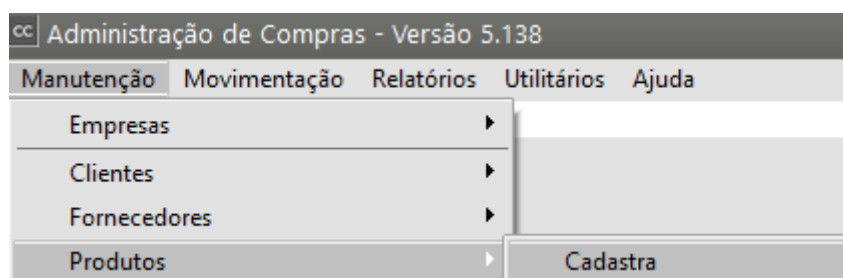 cc Administração de Compras - Versão 5.138
Manutenção Movimentação Relatórios Utilitários Ajuda
Empresas
Clientes
Fornecedores
Produtos Cadastra